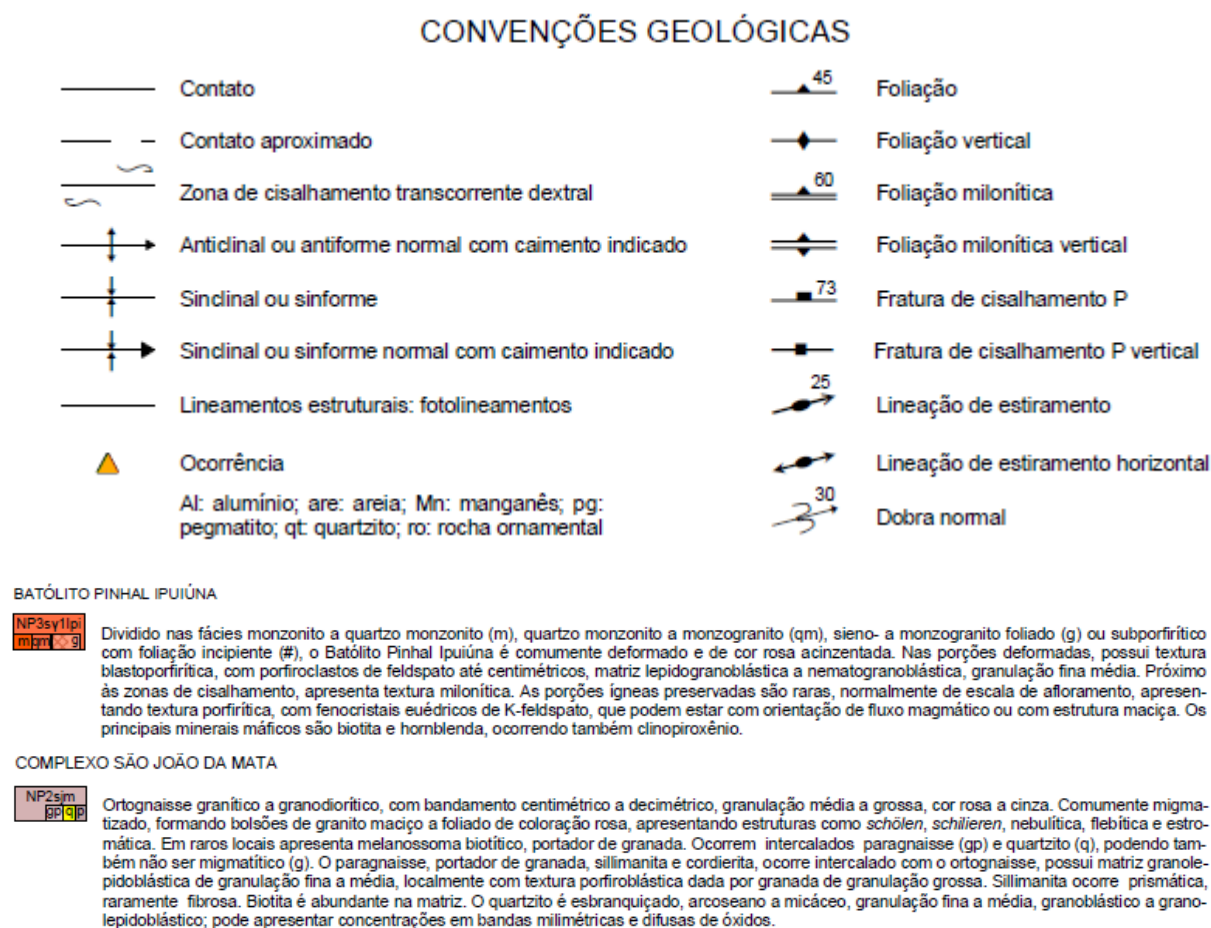 CONVENÇÕES GEOLÓGICAS
Contato
Contato aproximado
Zona de cisalhamento transcorrente dextral
Anticlinal ou antiforme normal com caimento indicado
Sinclinal ou sinforme
Sinclinal ou sinforme normal com caimento indicado
Lineamentos estruturais: fotolineamentos
Ocorrência
Al: alumínio; are: areia; Mn: manganês; pg:
pegmatito; qt: quartzito; ro: rocha ornamental
45
Foliação
Foliação vertical
60
Foliação milonítica
Foliação milonítica vertical
73
Fratura de cisalhamento P
Fratura de cisalhamento P vertical
25
Lineação de estiramento
Lineação de estiramento horizontal
30
Dobra normal
BATÓLITO PINHAL IPUIÚNA
NP3sγ1Ipi
m qm g
Dividido nas fácies monzonito a quartzo monzonito (m), quartzo monzonito a monzogranito (qm), sieno- a monzogranito foliado (g) ou subporfirítico
com foliação incipiente (#), o Batólito Pinhal Ipuiúna é comumente deformado e de cor rosa acinzentada. Nas porções deformadas, possui textura
blastoporfirítica, com porfiroclastos de feldspato até centimétricos, matriz lepidogranoblástica a nematogranoblástica, granulação fina média. Próximo
às zonas de cisalhamento, apresenta textura milonítica. As porções ígneas preservadas são raras, normalmente de escala de afloramento, apresen-
tando textura porfirítica, com fenocristais euédricos de K-feldspato, que podem estar com orientação de fluxo magmático ou com estrutura maciça. Os
principais minerais máficos são biotita e hornblenda, ocorrendo também clinopiroxênio.
COMPLEXO SÃO JOÃO DA MATA
NP2sjm
gp q p
Ortognaisse granítico a granodiorítico, com bandamento centimétrico a decimétrico, granulação média a grossa, cor rosa a cinza. Comumente migma-
tizado, formando bolsões de granito maciço a foliado de coloração rosa, apresentando estruturas como schölen, schilieren, nebulítica, flebítica e estro-
mática. Em raros locais apresenta melanossoma biotítico, portador de granada. Ocorrem intercalados paragnaisse (gp) e quartzito (q), podendo tam-
bém não ser migmatítico (g). O paragnaisse, portador de granada, sillimanita e cordierita, ocorre intercalado com o ortognaisse, possui matriz granole-
pidoblástica de granulação fina a média, localmente com textura porfiroblástica dada por granada de granulação grossa. Sillimanita ocorre prismática,
raramente fibrosa. Biotita é abundante na matriz. O quartzito é esbranquiçado, arcoseano a micáceo, granulação fina a média, granoblástico a grano-
lepidoblástico; pode apresentar concentrações em bandas milimétricas e difusas de óxidos.